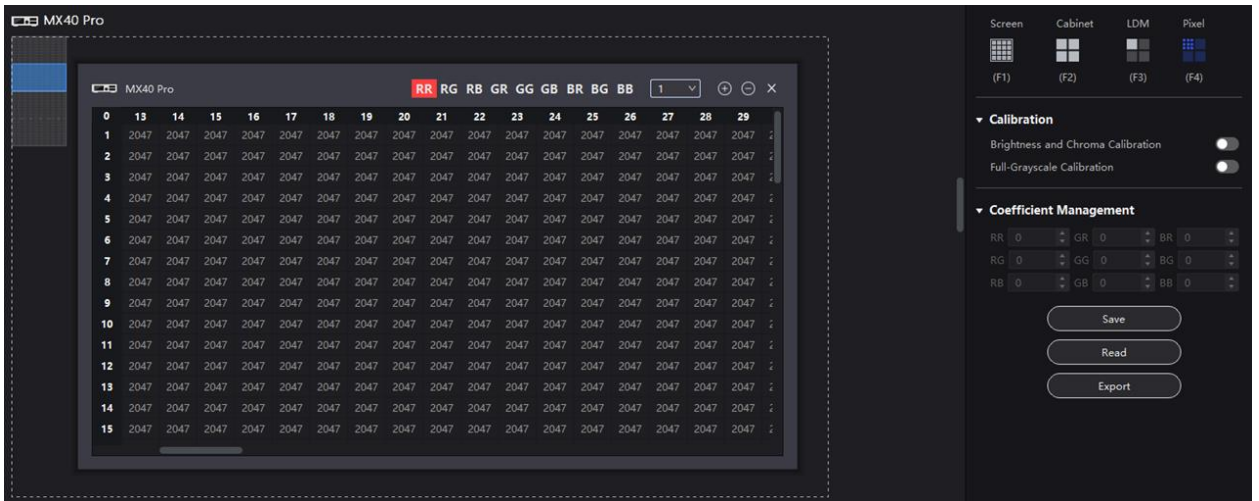 MX40 Pro
MX40 Pro RR RG RB GR GG GB BR BG BB 1
0 13 14 15 16 17 18 19 20 21 22 23 24 25 26 27 28 29
1 2047 2047 2047 2047 2047 2047 2047 2047 2047 2047 2047 2047 2047 2047 2047 2047 2047
2 2047 2047 2047 2047 2047 2047 2047 2047 2047 2047 2047 2047 2047 2047 2047 2047 2047
3 2047 2047 2047 2047 2047 2047 2047 2047 2047 2047 2047 2047 2047 2047 2047 2047 2047
4 2047 2047 2047 2047 2047 2047 2047 2047 2047 2047 2047 2047 2047 2047 2047 2047 2047
5 2047 2047 2047 2047 2047 2047 2047 2047 2047 2047 2047 2047 2047 2047 2047 2047 2047
6 2047 2047 2047 2047 2047 2047 2047 2047 2047 2047 2047 2047 2047 2047 2047 2047 2047
7 2047 2047 2047 2047 2047 2047 2047 2047 2047 2047 2047 2047 2047 2047 2047 2047 2047
8 2047 2047 2047 2047 2047 2047 2047 2047 2047 2047 2047 2047 2047 2047 2047 2047 2047
9 2047 2047 2047 2047 2047 2047 2047 2047 2047 2047 2047 2047 2047 2047 2047 2047 2047
10 2047 2047 2047 2047 2047 2047 2047 2047 2047 2047 2047 2047 2047 2047 2047 2047 2047
11 2047 2047 2047 2047 2047 2047 2047 2047 2047 2047 2047 2047 2047 2047 2047 2047 2047
12 2047 2047 2047 2047 2047 2047 2047 2047 2047 2047 2047 2047 2047 2047 2047 2047 2047
13 2047 2047 2047 2047 2047 2047 2047 2047 2047 2047 2047 2047 2047 2047 2047 2047 2047
14 2047 2047 2047 2047 2047 2047 2047 2047 2047 2047 2047 2047 2047 2047 2047 2047 2047
15 2047 2047 2047 2047 2047 2047 2047 2047 2047 2047 2047 2047 2047 2047 2047 2047 2047
Screen Cabinet LDM Pixel
(F1) (F2) (F3) (F4)
Calibration
Brightness and Chroma Calibration
Full-Grayscale Calibration
Coefficient Management
RR 0 GR 0 BR 0
RG 0 GG 0 BG 0
RB 0 GB 0 BB 0
Save
Read
Export